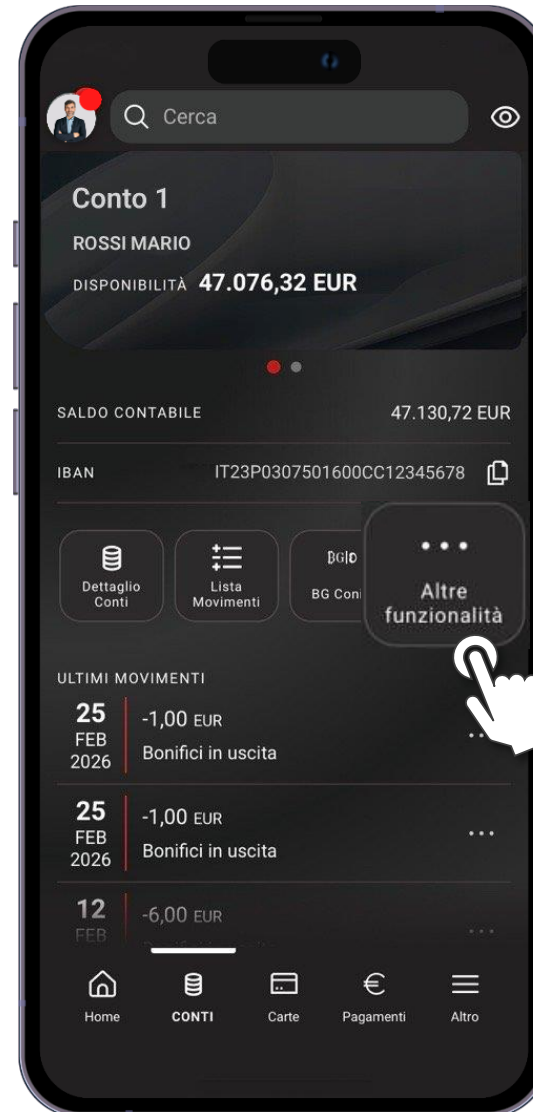 Cerca
Conto 1
ROSSI MARIO
DISPONIBILITÀ 47.076,32 EUR
SALDO CONTABILE 47.130,72 EUR
IBAN IT23P0307501600CC12345678
Dettaglio
Conti
Lista
Movimenti
BG|D
BG Coni
Altre
funzionalità
ULTIMI MOVIMENTI
25
FEB
2026
-1,00 EUR
Bonifici in uscita
25
FEB
2026
-1,00 EUR
Bonifici in uscita
12
FEB
-6,00 EUR
Home
CONTI
Carte
Pagamenti
Altro